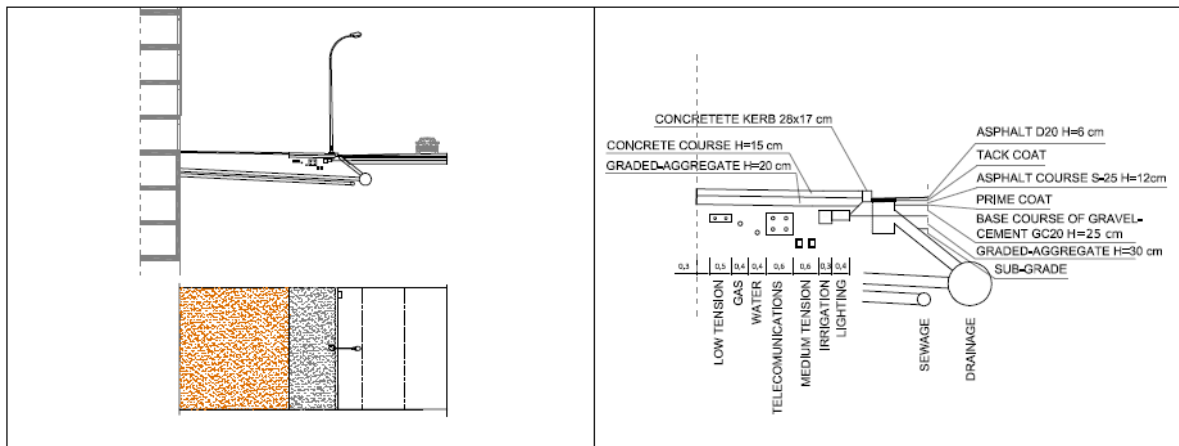 CONCRETETE KERB 28x17 cm
CONCRETE COURSE H=15 cm
GRADED-AGGREGATE H=20 cm
ASPHALT D20 H=6 cm
TACK COAT
ASPHALT COURSE S-25 H=12cm
PRIME COAT
BASE COURSE OF GRAVEL-
CEMENT GC20 H=25 cm
GRADED-AGGREGATE H=30 cm
SUB-GRADE
0,3
0,5
0,4
0,4
0,6
0,6
0,3
0,4
LOW TENSION
GAS
WATER
TELECOMUNICATIONS
MEDIUM TENSION
IRRIGATION
LIGHTING
SEWAGE
DRAINAGE